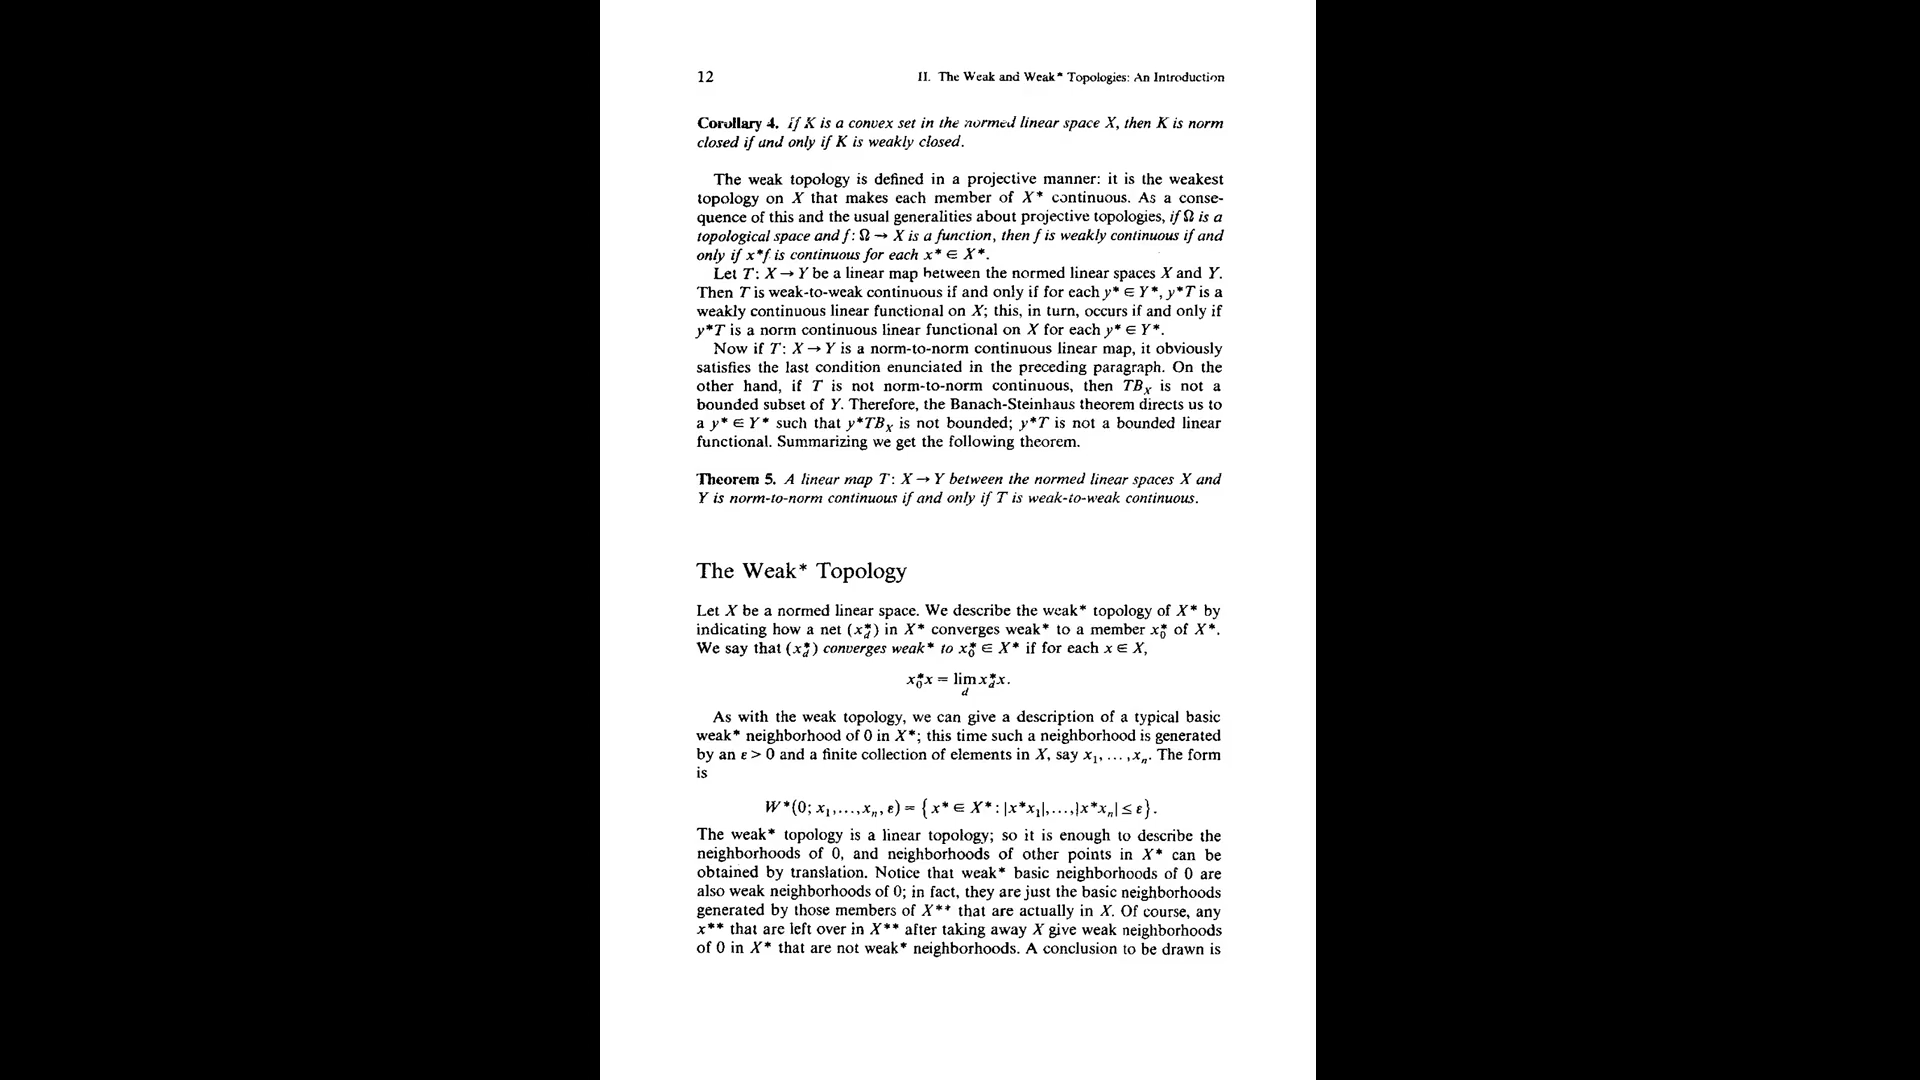 12 II. The Weak and Weak* Topologies: An Introduction
Corollary 4. If K is a convex set in the normed linear space X, then K is norm
closed if and only if K is weakly closed.
The weak topology is defined in a projective manner: it is the weakest
topology on X that makes each member of X* continuous. As a conse-
quence of this and the usual generalities about projective topologies, if Ω is a
topological space and f: Ω → X is a function, then f is weakly continuous if and
only if x*f is continuous for each x* ∈ X*.
Let T: X → Y be a linear map between the normed linear spaces X and Y.
Then T is weak-to-weak continuous if and only if for each y* ∈ Y*, y*T is a
weakly continuous linear functional on X; this, in turn, occurs if and only if
y*T is a norm continuous linear functional on X for each y* ∈ Y*.
Now if T: X → Y is a norm-to-norm continuous linear map, it obviously
satisfies the last condition enunciated in the preceding paragraph. On the
other hand, if T is not norm-to-norm continuous, then TB_X is not a
bounded subset of Y. Therefore, the Banach-Steinhaus theorem directs us to
a y* ∈ Y* such that y*TB_X is not bounded; y*T is not a bounded linear
functional. Summarizing we get the following theorem.
Theorem 5. A linear map T: X → Y between the normed linear spaces X and
Y is norm-to-norm continuous if and only if T is weak-to-weak continuous.
The Weak* Topology
Let X be a normed linear space. We describe the weak* topology of X* by
indicating how a net (x*_d) in X* converges weak* to a member x*_0 of X*.
We say that (x*_d) converges weak* to x*_0 ∈ X* if for each x ∈ X,
x*_0x = lim x*_dx.
d
As with the weak topology, we can give a description of a typical basic
weak* neighborhood of 0 in X*; this time such a neighborhood is generated
by an ε > 0 and a finite collection of elements in X, say x_1, ... ,x_n. The form
is
W*(0; x_1,...,x_n, ε) = {x* ∈ X* : |x*x_1|,...,|x*x_n| ≤ ε}.
The weak* topology is a linear topology; so it is enough to describe the
neighborhoods of 0, and neighborhoods of other points in X* can be
obtained by translation. Notice that weak* basic neighborhoods of 0 are
also weak neighborhoods of 0; in fact, they are just the basic neighborhoods
generated by those members of X** that are actually in X. Of course, any
x** that are left over in X** after taking away X give weak neighborhoods
of 0 in X* that are not weak* neighborhoods. A conclusion to be drawn is